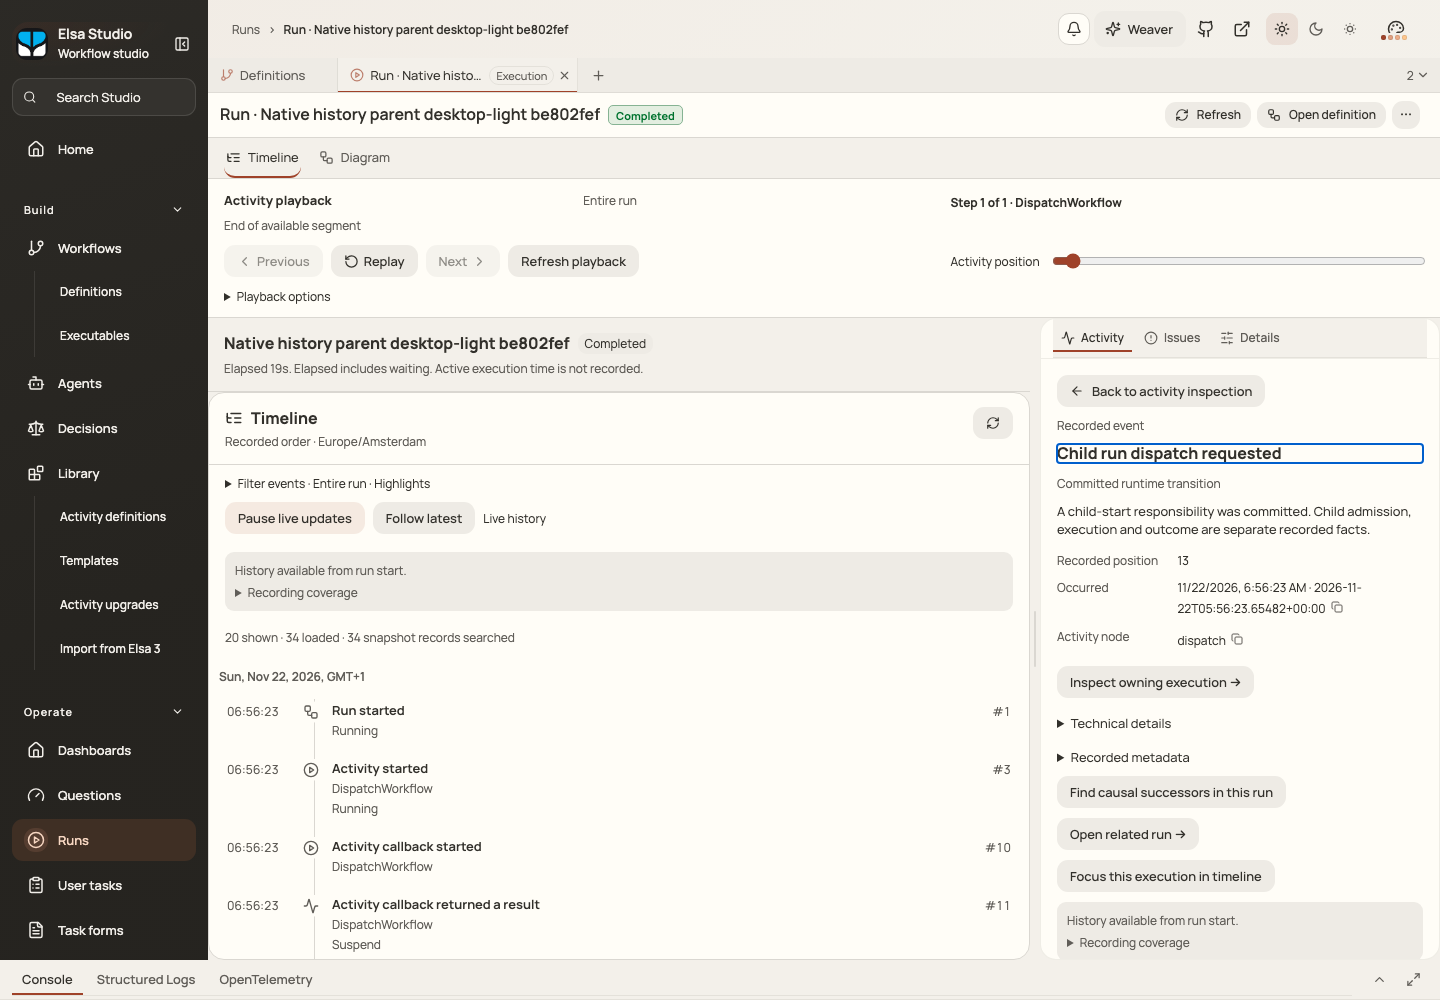 Elsa Studio
Workflow studio
Search Studio
Home
Build
Workflows
Definitions
Executables
Agents
Decisions
Library
Activity definitions
Templates
Activity upgrades
Import from Elsa 3
Operate
Dashboards
Questions
Runs
User tasks
Task forms
Runs › Run · Native history parent desktop-light be802fef
Weaver
Definitions
Run · Native histo... Execution
2
Run · Native history parent desktop-light be802fef Completed
Refresh
Open definition
Timeline
Diagram
Activity playback
Entire run
Step 1 of 1 · DispatchWorkflow
End of available segment
Previous
Replay
Next
Refresh playback
Activity position
Playback options
Native history parent desktop-light be802fef Completed
Elapsed 19s. Elapsed includes waiting. Active execution time is not recorded.
Timeline
Recorded order · Europe/Amsterdam
Filter events · Entire run · Highlights
Pause live updates
Follow latest
Live history
History available from run start.
Recording coverage
20 shown · 34 loaded · 34 snapshot records searched
Sun, Nov 22, 2026, GMT+1
06:56:23 Run started #1
Running
06:56:23 Activity started #3
DispatchWorkflow
Running
06:56:23 Activity callback started #10
DispatchWorkflow
06:56:23 Activity callback returned a result #11
DispatchWorkflow
Suspend
Activity
Issues
Details
Back to activity inspection
Recorded event
Child run dispatch requested
Committed runtime transition
A child-start responsibility was committed. Child admission,
execution and outcome are separate recorded facts.
Recorded position 13
Occurred 11/22/2026, 6:56:23 AM · 2026-11-
22T05:56:23.65482+00:00
Activity node dispatch
Inspect owning execution →
Technical details
Recorded metadata
Find causal successors in this run
Open related run →
Focus this execution in timeline
History available from run start.
Recording coverage
Console
Structured Logs
OpenTelemetry